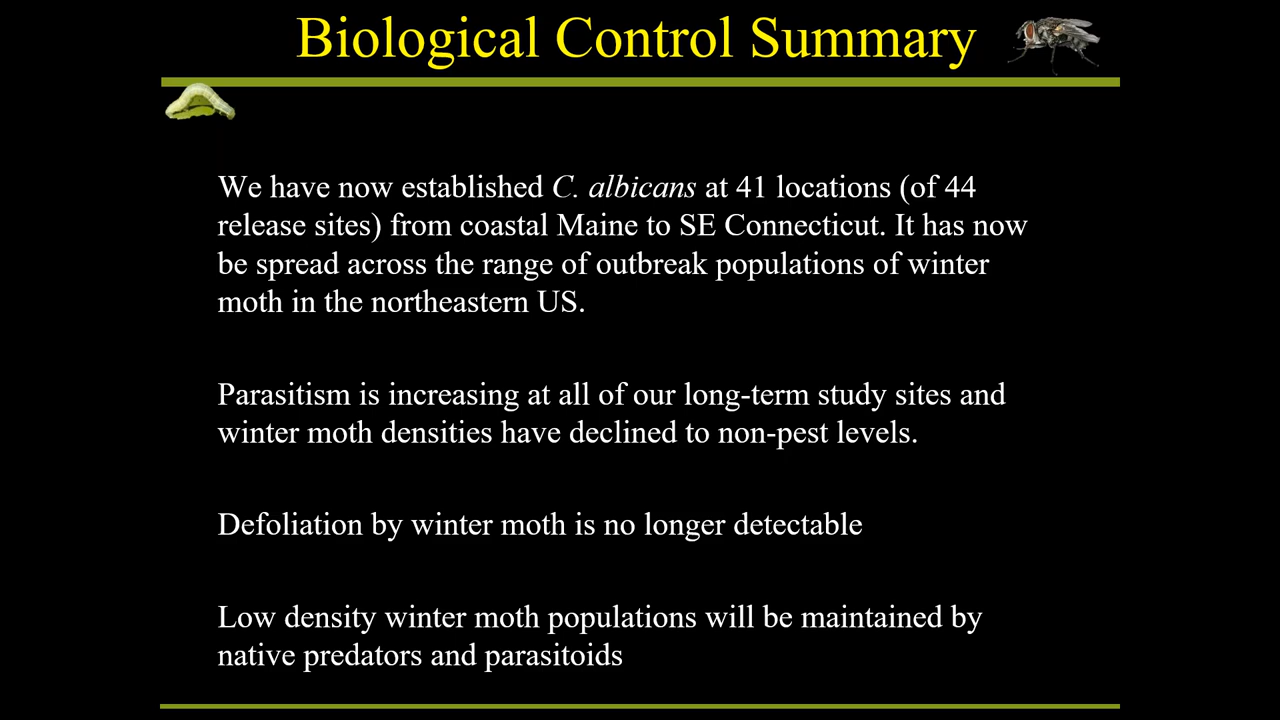 Biological Control Summary
We have now established C. albicans at 41 locations (of 44
release sites) from coastal Maine to SE Connecticut. It has now
be spread across the range of outbreak populations of winter
moth in the northeastern US.
Parasitism is increasing at all of our long-term study sites and
winter moth densities have declined to non-pest levels.
Defoliation by winter moth is no longer detectable
Low density winter moth populations will be maintained by
native predators and parasitoids